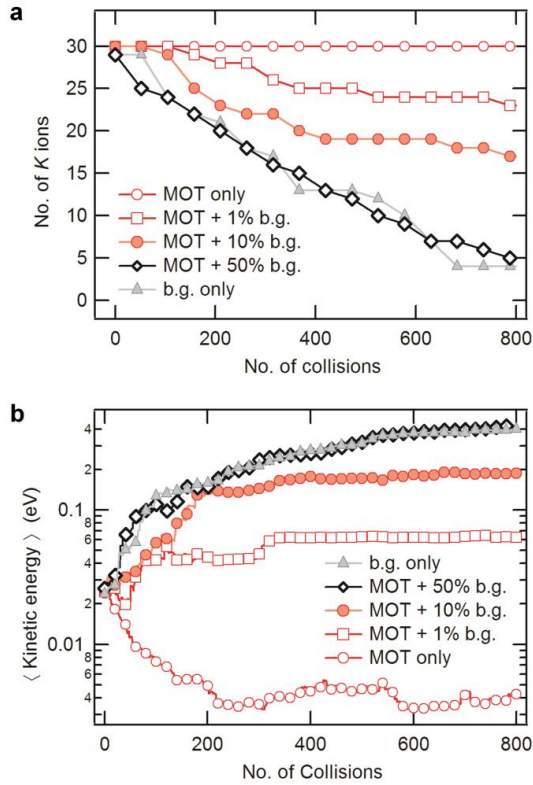 a
30
25
20
15
10
5
0
No. of K ions
MOT only
MOT + 1% b.g.
MOT + 10% b.g.
MOT + 50% b.g.
b.g. only
0 200 400 600 800
No. of collisions
b
4
2
0.1
8
6
4
2
0.01
8
6
4
⟨ Kinetic energy ⟩ (eV)
b.g. only
MOT + 50% b.g.
MOT + 10% b.g.
MOT + 1% b.g.
MOT only
0 200 400 600 800
No. of Collisions